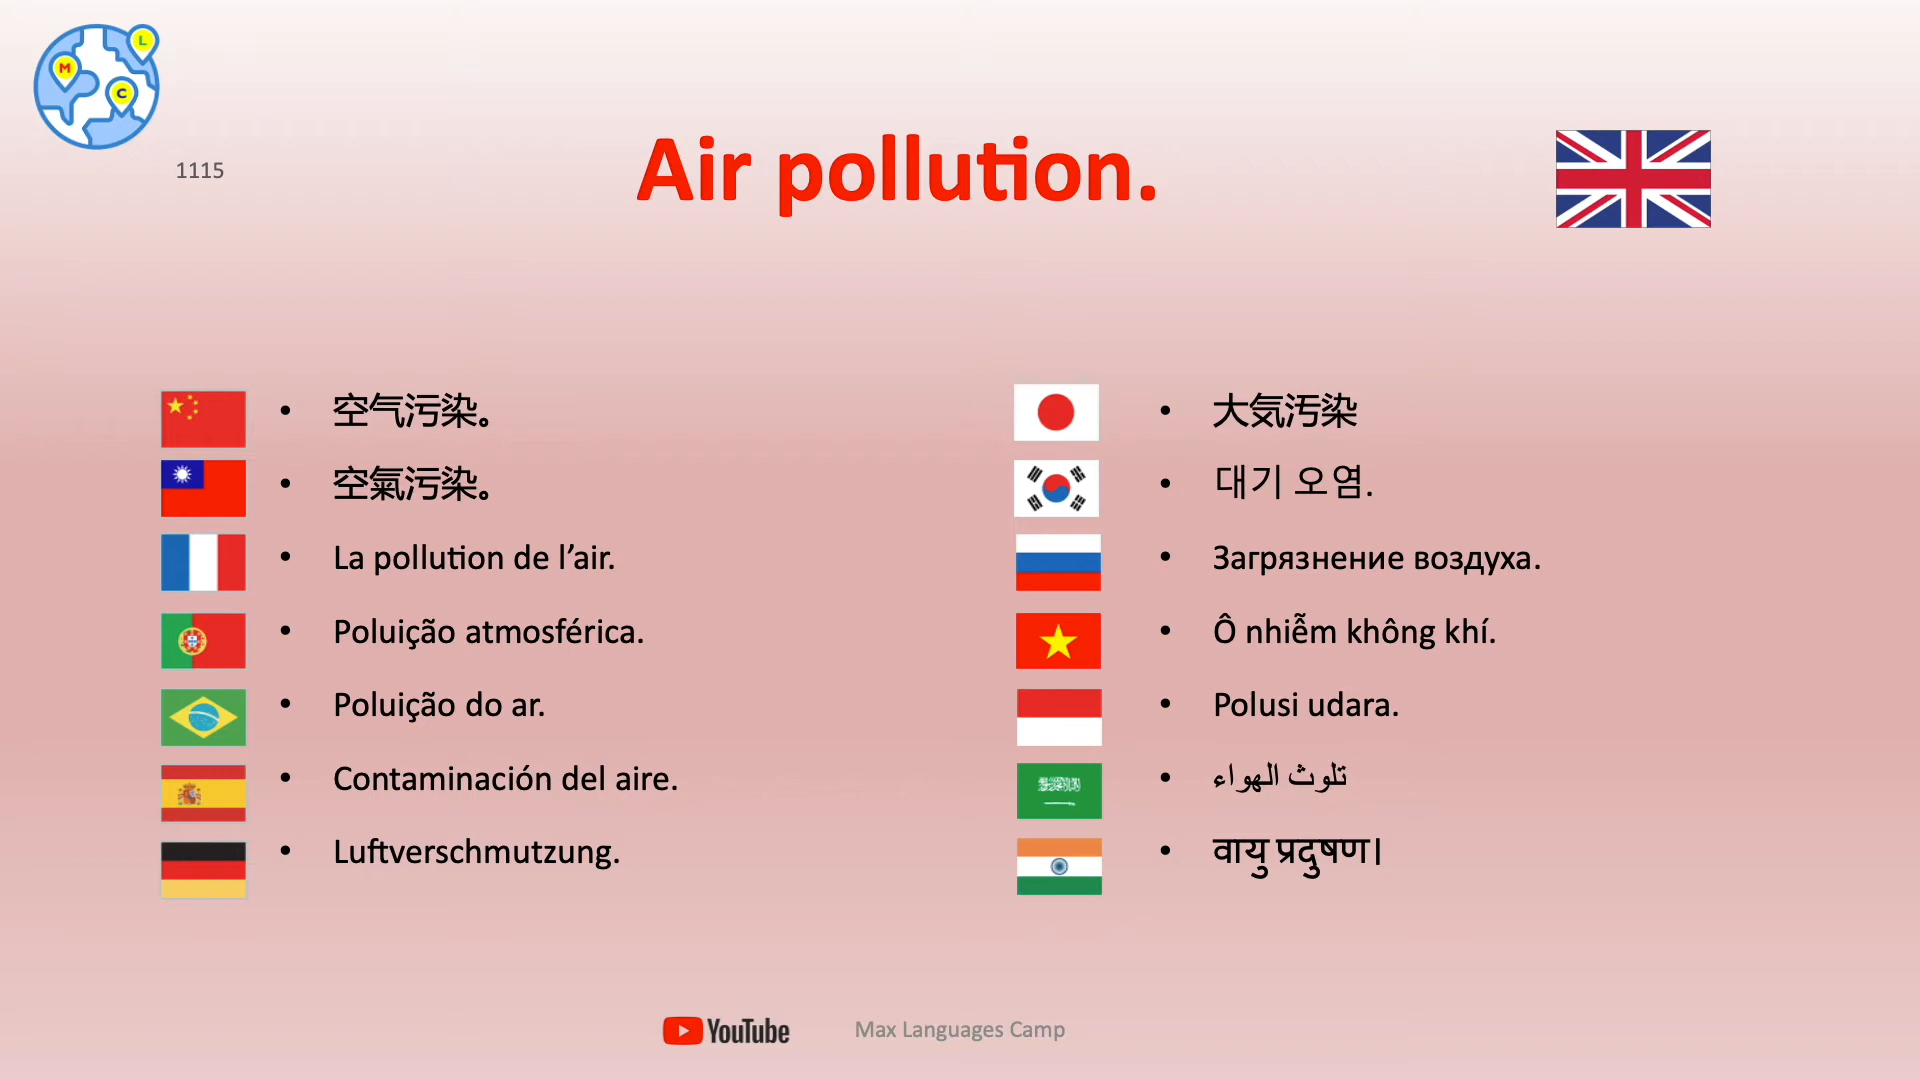 L
M
C
1115
Air pollution.
空气污染。
空氣污染。
La pollution de l’air.
Poluição atmosférica.
Poluição do ar.
Contaminación del aire.
Luftverschmutzung.
大気汚染
대기 오염.
Загрязнение воздуха.
Ô nhiễm không khí.
Polusi udara.
تلوث الهواء
वायु प्रदुषण।
YouTube
Max Languages Camp